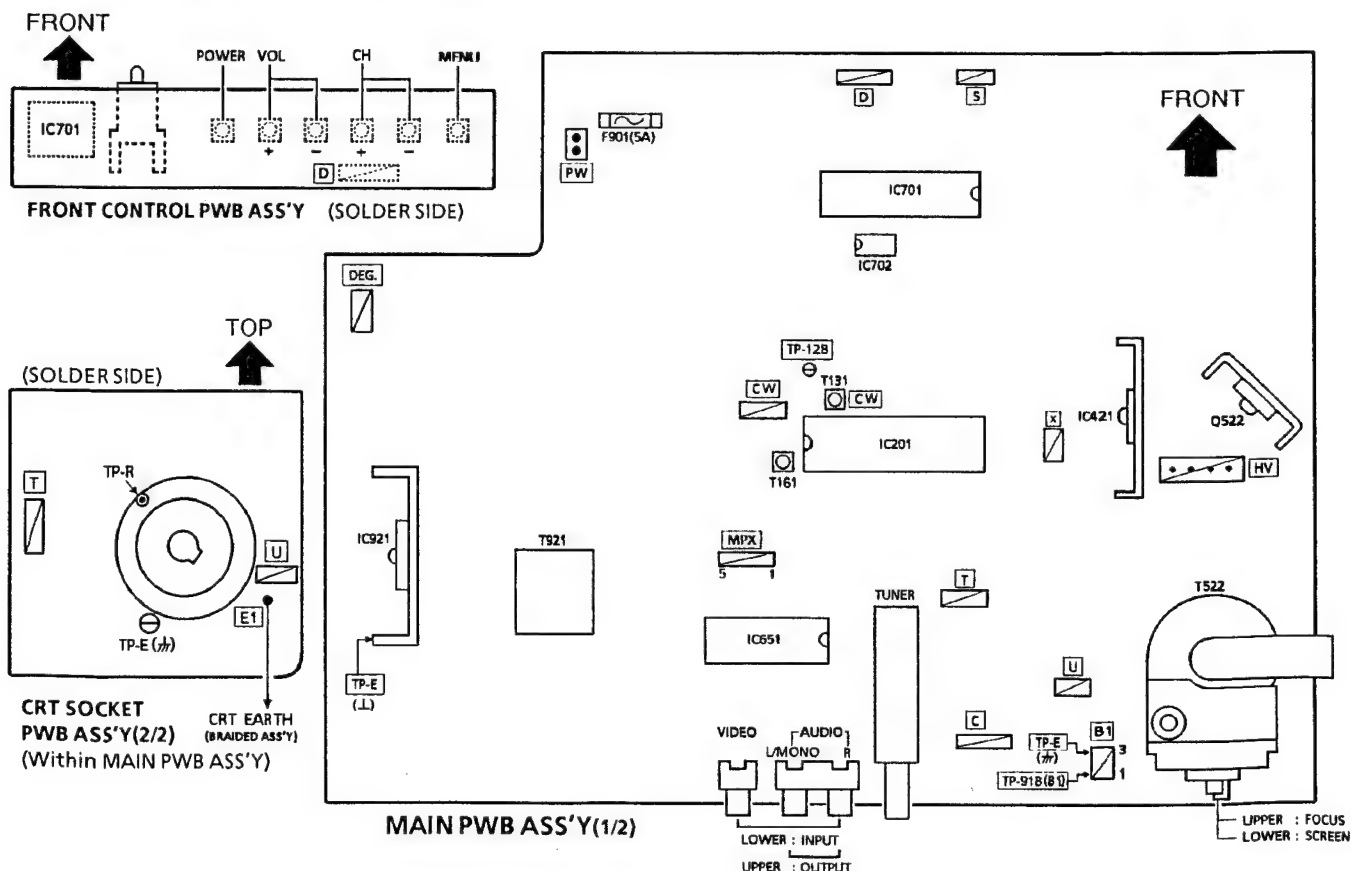 FRONT
POWER VOL CH MENU
IC701
+ − + −
D
FRONT CONTROL PWB ASS'Y (SOLDER SIDE)
D S
FRONT
F901(5A)
PW
IC701
IC702
DEG.
TOP
(SOLDER SIDE)
TP-R
T
U
E1
TP-E
CRT EARTH
(BRAIDED ASS'Y)
CRT SOCKET
PWB ASS'Y(2/2)
(Within MAIN PWB ASS'Y)
TP-12B
T131
CW
CW
IC201
T161
X
IC421
Q522
HV
IC921
T921
MPX
5 1
TUNER
T
T522
IC651
U
TP-E
(⊥)
C
B1
VIDEO
AUDIO
L/MONO R
TP-E
3
TP-91B(B1)
1
MAIN PWB ASS'Y(1/2)
LOWER : INPUT
UPPER : OUTPUT
UPPER : FOCUS
LOWER : SCREEN